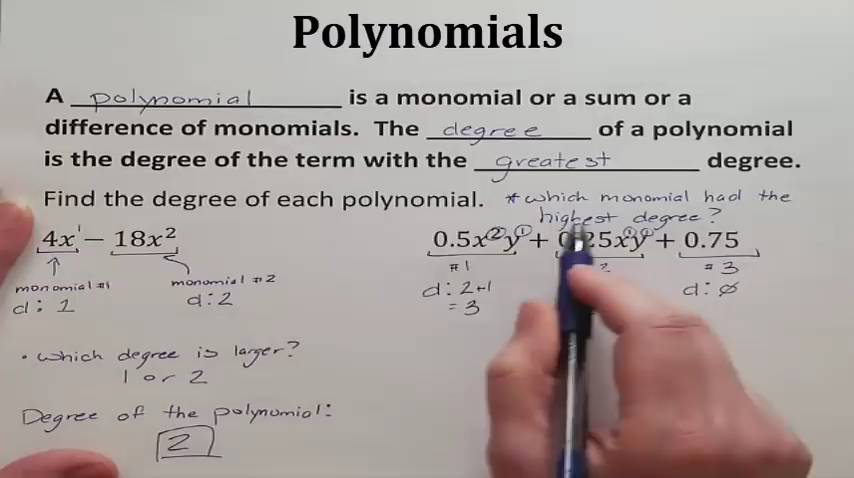 Polynomials
A polynomial is a monomial or a sum or a
difference of monomials. The degree of a polynomial
is the degree of the term with the greatest degree.
Find the degree of each polynomial. * which monomial had the
highest degree?
4x¹ − 18x²
monomial #1
d: 1
monomial #2
d: 2
• which degree is larger?
1 or 2
Degree of the polynomial:
2
0.5x²y¹ + 0.25x¹y¹ + 0.75
#1 2 #3
d: 2+1 d: ∅
= 3